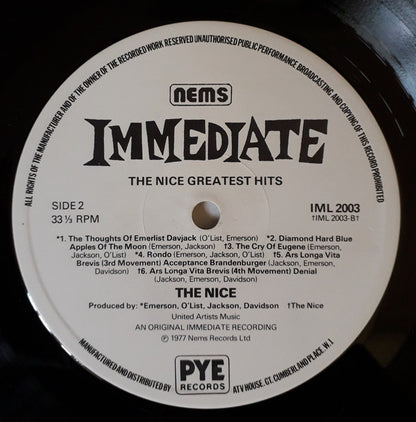 ALL RIGHTS OF THE MANUFACTURER AND OF THE OWNER OF THE RECORDED WORK RESERVED UNAUTHORISED PUBLIC PERFORMANCE BROADCASTING AND COPYING OF THIS RECORD PROHIBITED
nems
IMMEDIATE
THE NICE GREATEST HITS
SIDE 2
33 ⅓ RPM
IML 2003
†IML 2003-B†
*1. The Thoughts Of Emerlist Davjack (O'List, Emerson) *2. Diamond Hard Blue
Apples Of The Moon (Emerson, Jackson) †3. The Cry Of Eugene (Emerson,
Jackson, O'List) *4. Rondo (Emerson, Jackson, O'List) †5. Ars Longa Vita
Brevis (3rd Movement) Acceptance Brandenburger (Jackson, Emerson,
Davidson) †6. Ars Longa Vita Brevis (4th Movement) Denial
(Jackson, Emerson, Davidson)
THE NICE
Produced by: *Emerson, O'List, Jackson, Davidson †The Nice
United Artists Music
AN ORIGINAL IMMEDIATE RECORDING
℗ 1977 Nems Records Ltd
MANUFACTURED AND DISTRIBUTED BY
PYE
RECORDS
ATV HOUSE. GT. CUMBERLAND PLACE. W.1.